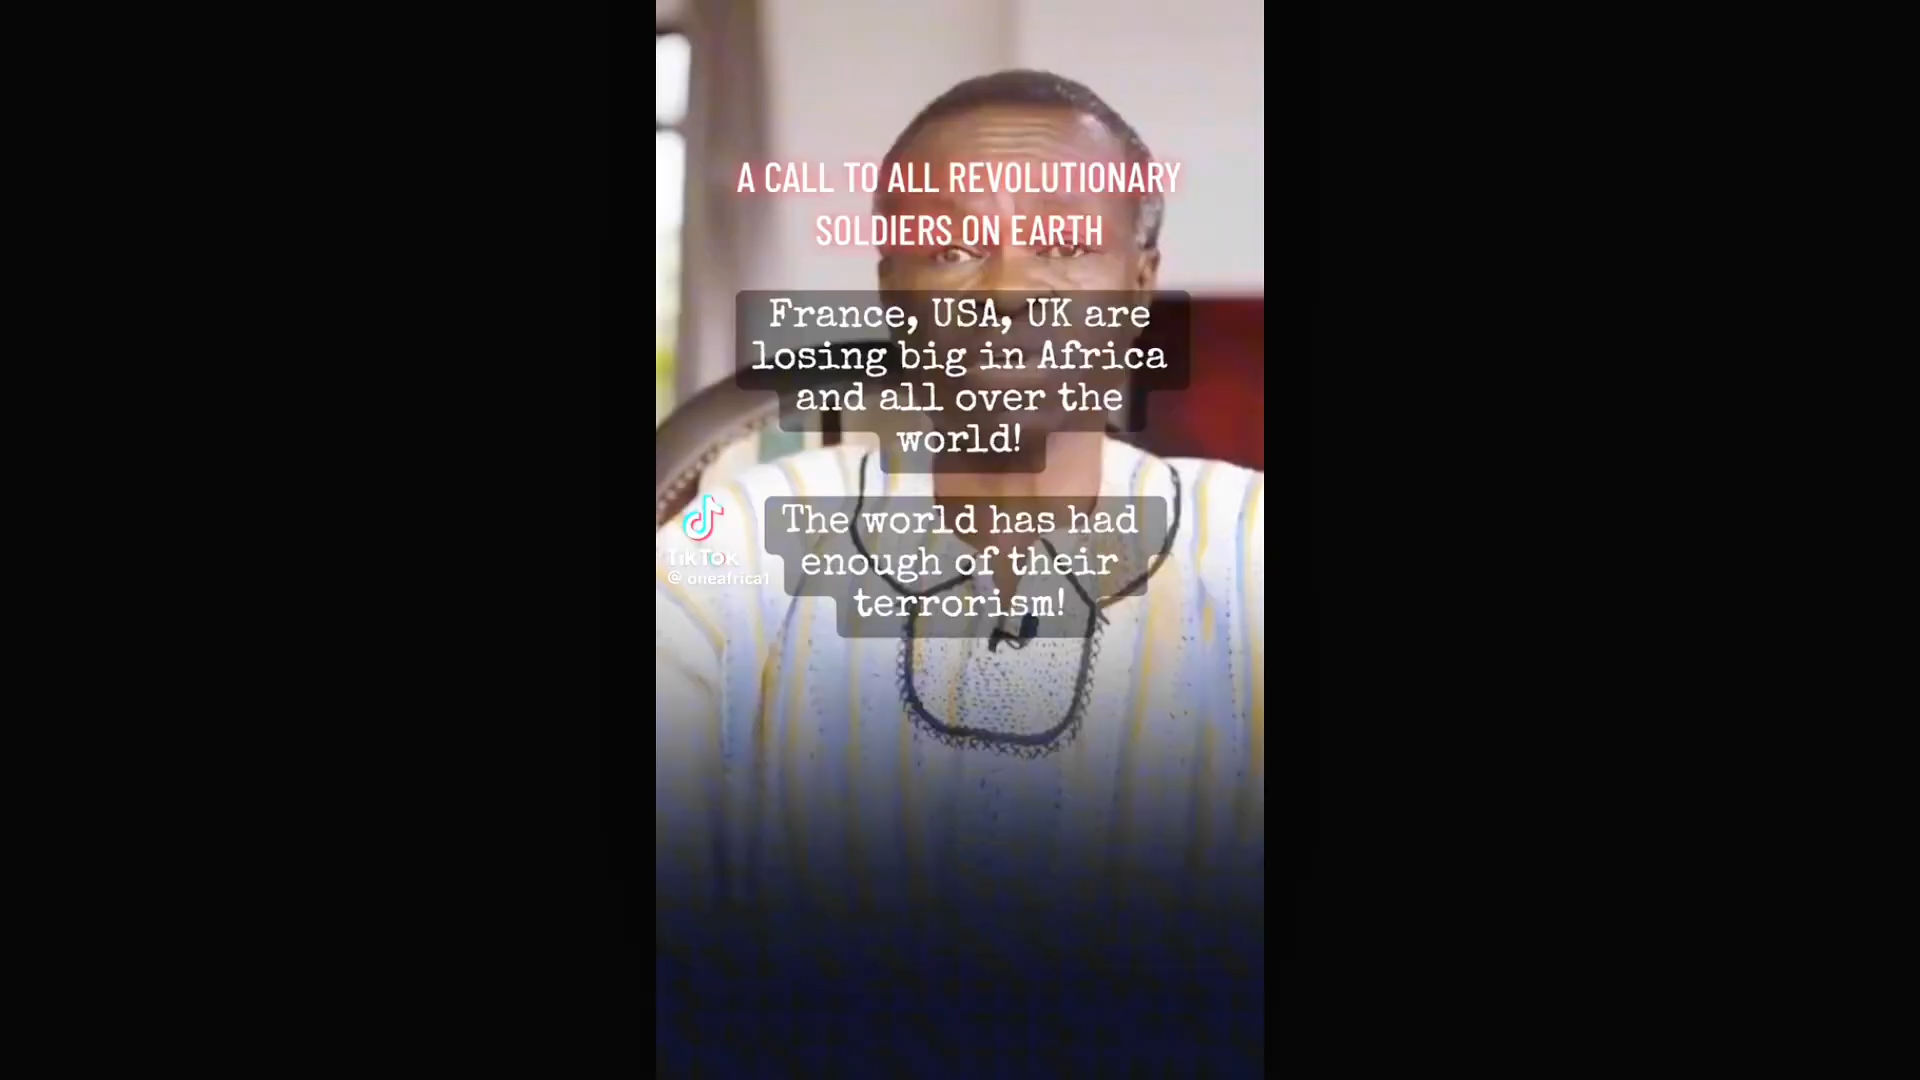 A CALL TO ALL REVOLUTIONARY
SOLDIERS ON EARTH
France, USA, UK are
losing big in Africa
and all over the
world!
The world has had
enough of their
terrorism!
TikTok
@ oneafrica1